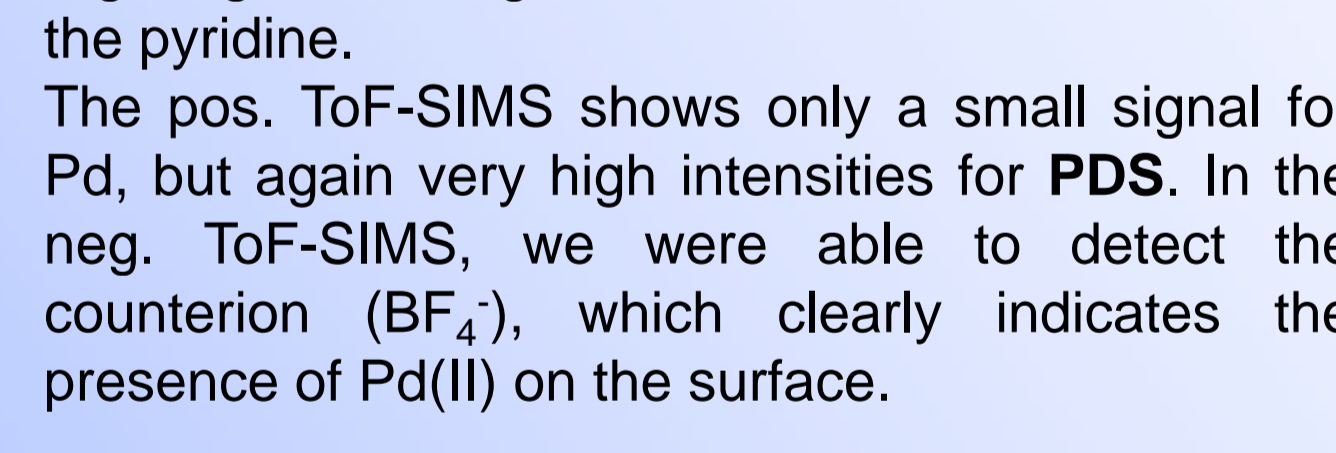 the pyridine.
The pos. ToF-SIMS shows only a small signal fo
Pd, but again very high intensities for PDS. In the
neg. ToF-SIMS, we were able to detect the
counterion (BF₄⁻), which clearly indicates the
presence of Pd(II) on the surface.